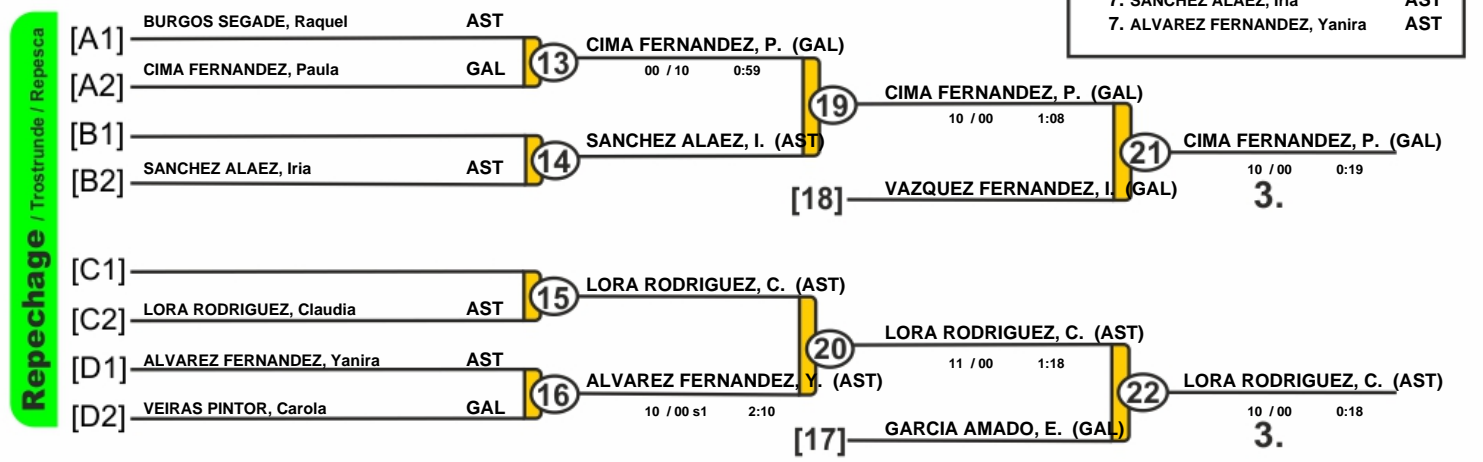 7. SANCHEZ ALAEZ, Iria AST
7. ALVAREZ FERNANDEZ, Yanira AST
Repechage / Trostrunde / Repesca
[A1] BURGOS SEGADE, Raquel AST
[A2] CIMA FERNANDEZ, Paula GAL
13 CIMA FERNANDEZ, P. (GAL)
00 / 10 0:59
[B1]
[B2] SANCHEZ ALAEZ, Iria AST
14 SANCHEZ ALAEZ, I. (AST)
19 CIMA FERNANDEZ, P. (GAL)
10 / 00 1:08
[18] VAZQUEZ FERNANDEZ, I. (GAL)
21 CIMA FERNANDEZ, P. (GAL)
10 / 00 0:19
3.
[C1]
[C2] LORA RODRIGUEZ, Claudia AST
15 LORA RODRIGUEZ, C. (AST)
[D1] ALVAREZ FERNANDEZ, Yanira AST
[D2] VEIRAS PINTOR, Carola GAL
16 ALVAREZ FERNANDEZ, Y. (AST)
10 / 00 s1 2:10
20 LORA RODRIGUEZ, C. (AST)
11 / 00 1:18
[17] GARCIA AMADO, E. (GAL)
22 LORA RODRIGUEZ, C. (AST)
10 / 00 0:18
3.